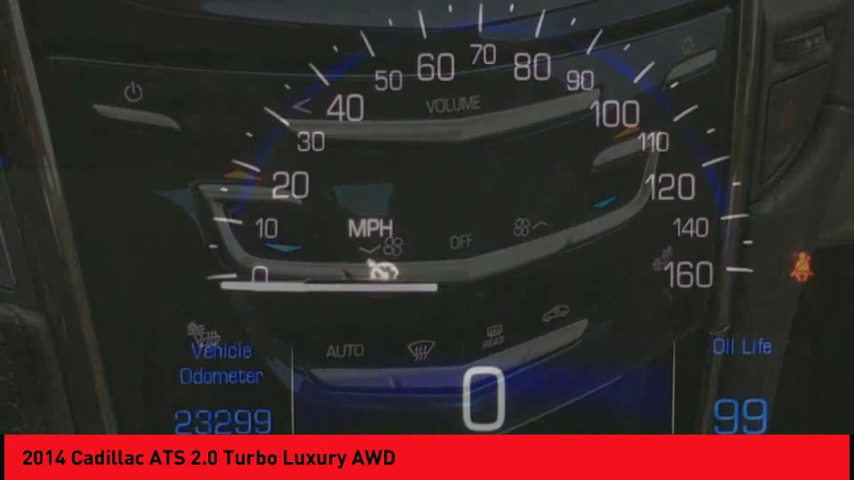 70
60 80
50 90
40 VOLUME 100
30 110
20 120
10 MPH 140
OFF
0 160
Vehicle AUTO REAR Oil Life
Odometer
23299 0 99
2014 Cadillac ATS 2.0 Turbo Luxury AWD